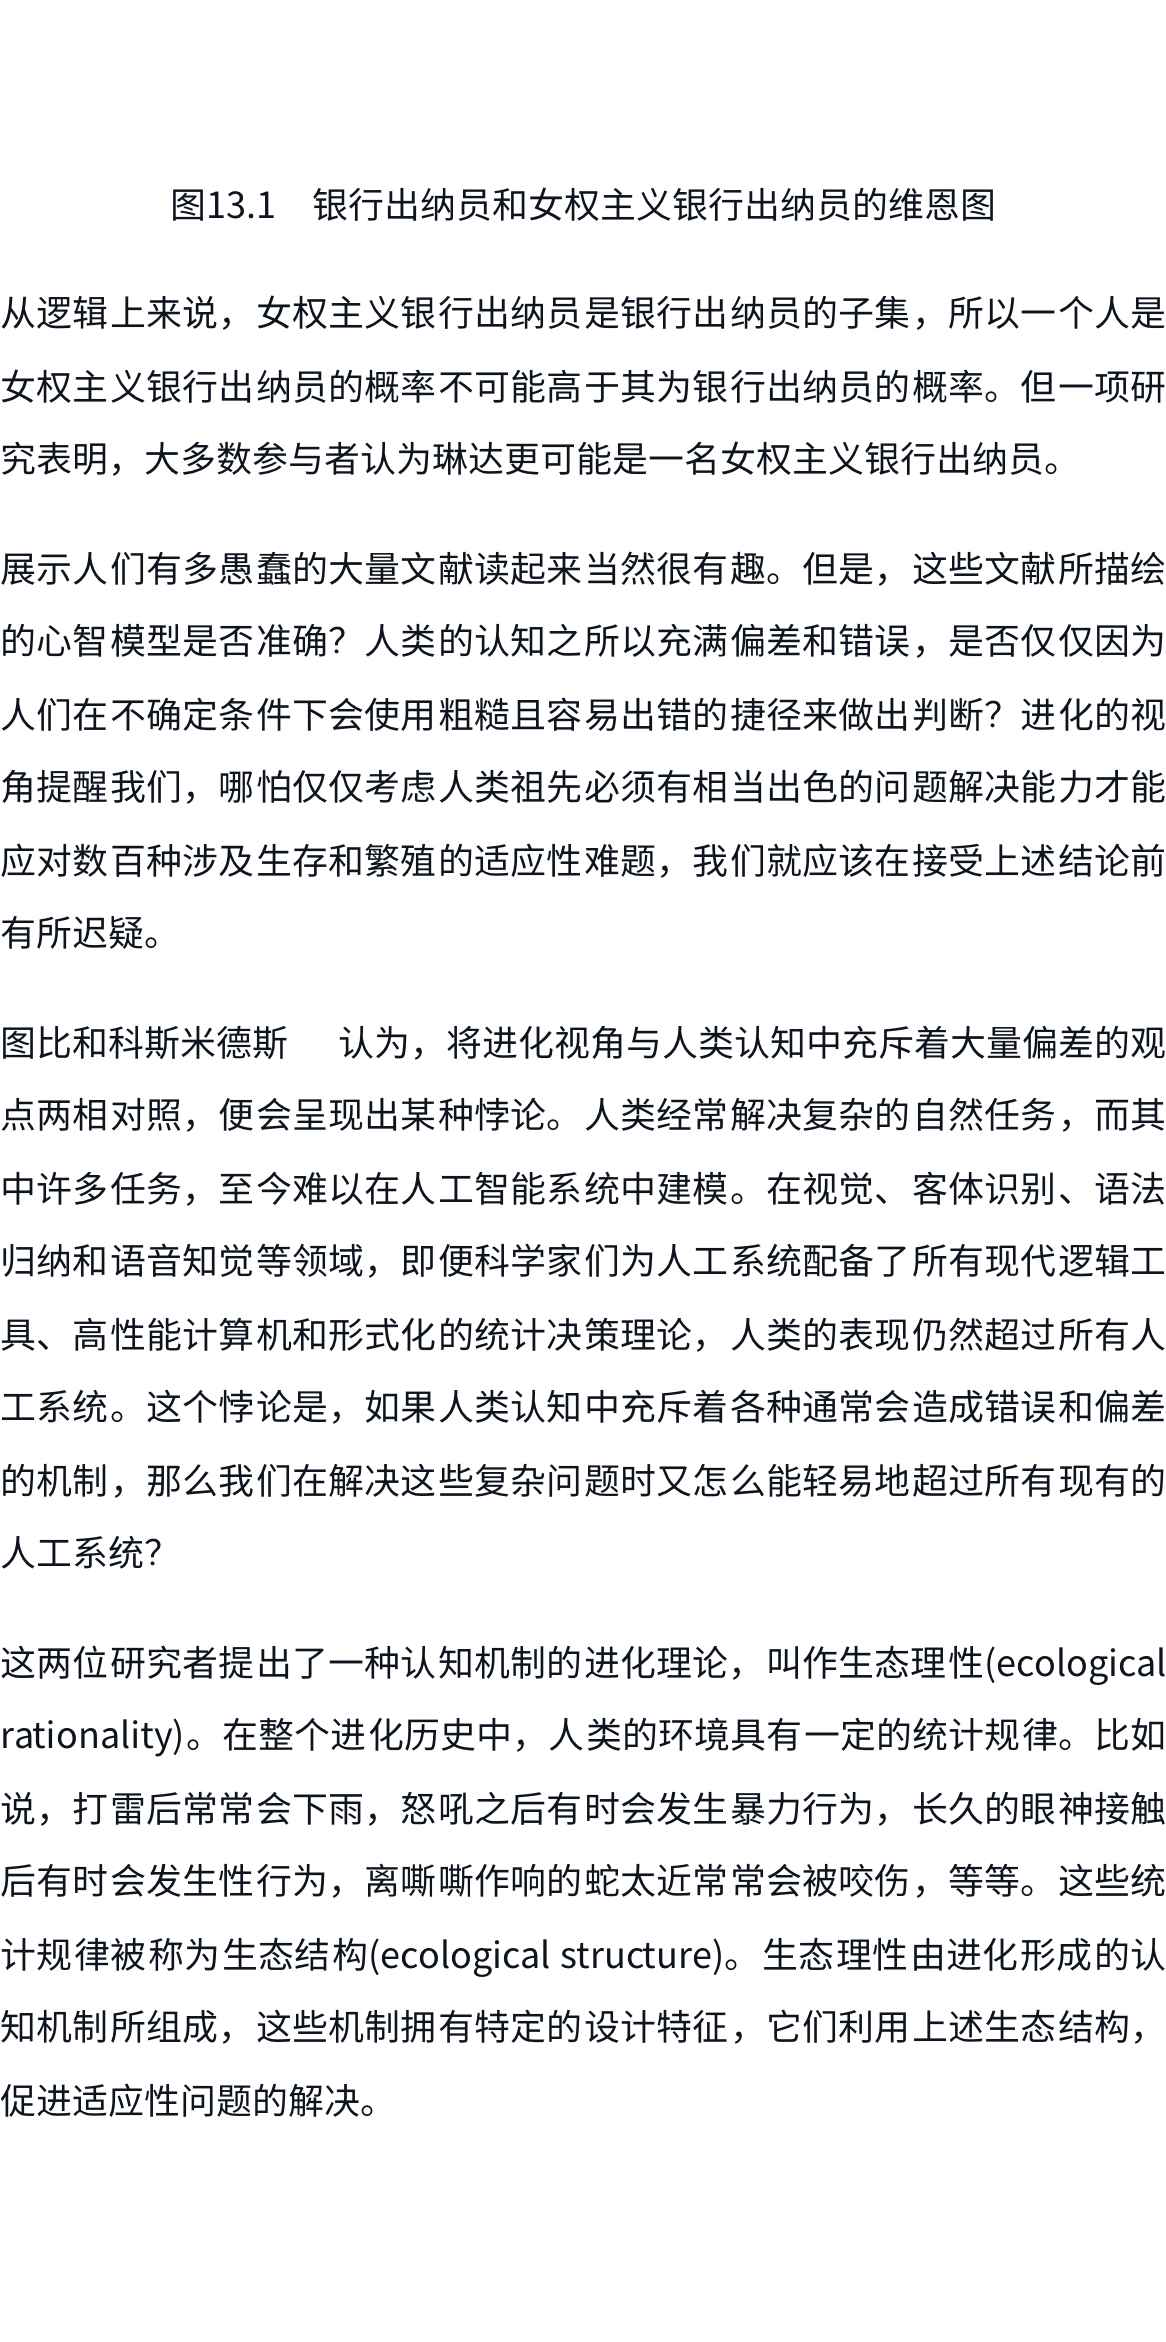 图13.1　银行出纳员和女权主义银行出纳员的维恩图
从逻辑上来说，女权主义银行出纳员是银行出纳员的子集，所以一个人是
女权主义银行出纳员的概率不可能高于其为银行出纳员的概率。但一项研
究表明，大多数参与者认为琳达更可能是一名女权主义银行出纳员。
展示人们有多愚蠢的大量文献读起来当然很有趣。但是，这些文献所描绘
的心智模型是否准确？人类的认知之所以充满偏差和错误，是否仅仅因为
人们在不确定条件下会使用粗糙且容易出错的捷径来做出判断？进化的视
角提醒我们，哪怕仅仅考虑人类祖先必须有相当出色的问题解决能力才能
应对数百种涉及生存和繁殖的适应性难题，我们就应该在接受上述结论前
有所迟疑。
图比和科斯米德斯　认为，将进化视角与人类认知中充斥着大量偏差的观
点两相对照，便会呈现出某种悖论。人类经常解决复杂的自然任务，而其
中许多任务，至今难以在人工智能系统中建模。在视觉、客体识别、语法
归纳和语音知觉等领域，即便科学家们为人工系统配备了所有现代逻辑工
具、高性能计算机和形式化的统计决策理论，人类的表现仍然超过所有人
工系统。这个悖论是，如果人类认知中充斥着各种通常会造成错误和偏差
的机制，那么我们在解决这些复杂问题时又怎么能轻易地超过所有现有的
人工系统？
这两位研究者提出了一种认知机制的进化理论，叫作生态理性(ecological
rationality)。在整个进化历史中，人类的环境具有一定的统计规律。比如
说，打雷后常常会下雨，怒吼之后有时会发生暴力行为，长久的眼神接触
后有时会发生性行为，离嘶嘶作响的蛇太近常常会被咬伤，等等。这些统
计规律被称为生态结构(ecological structure)。生态理性由进化形成的认
知机制所组成，这些机制拥有特定的设计特征，它们利用上述生态结构，
促进适应性问题的解决。